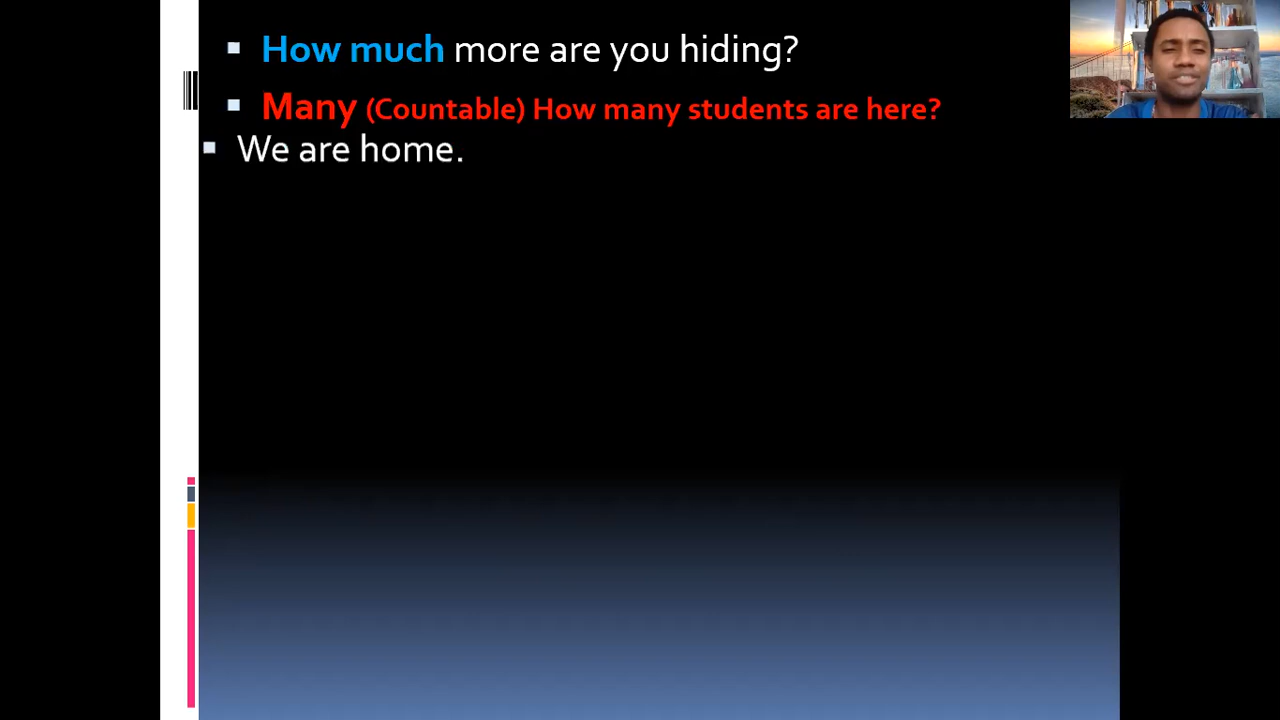 How much more are you hiding?
Many (Countable) How many students are here?
We are home.